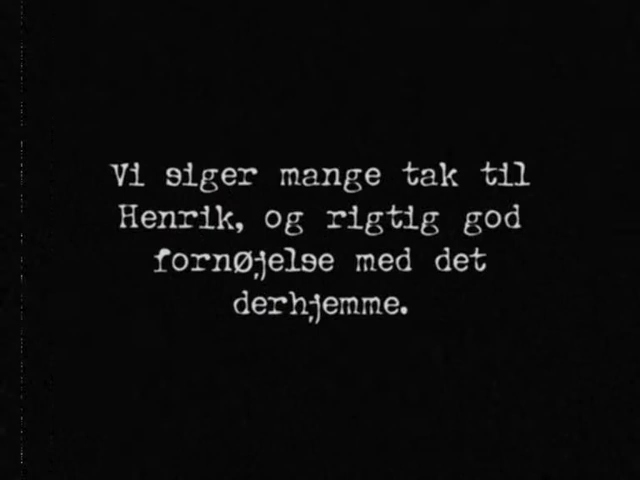 Vi siger mange tak til
Henrik, og rigtig god
fornøjelse med det
derhjemme.